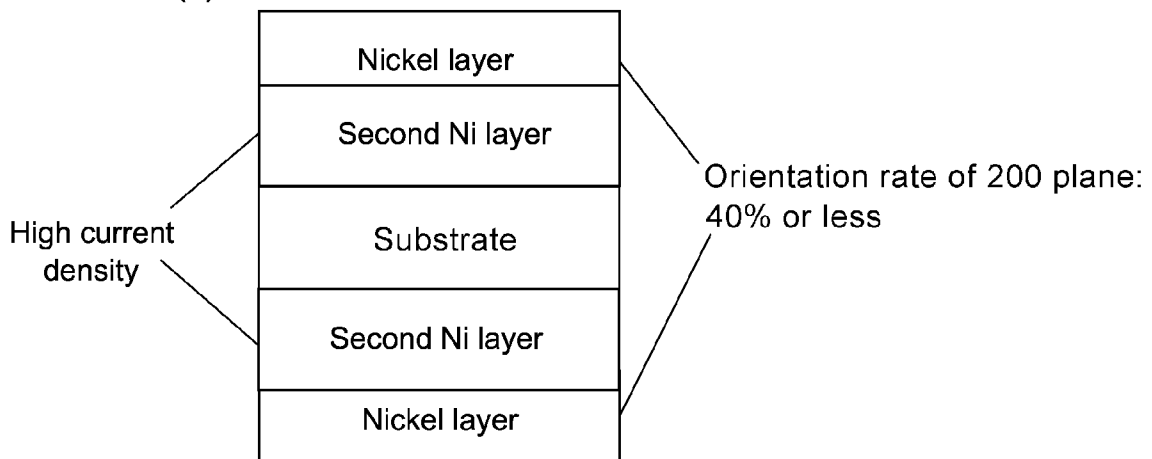 Nickel layer
Second Ni layer
Orientation rate of 200 plane:
40% or less
High current
density
Substrate
Second Ni layer
Nickel layer